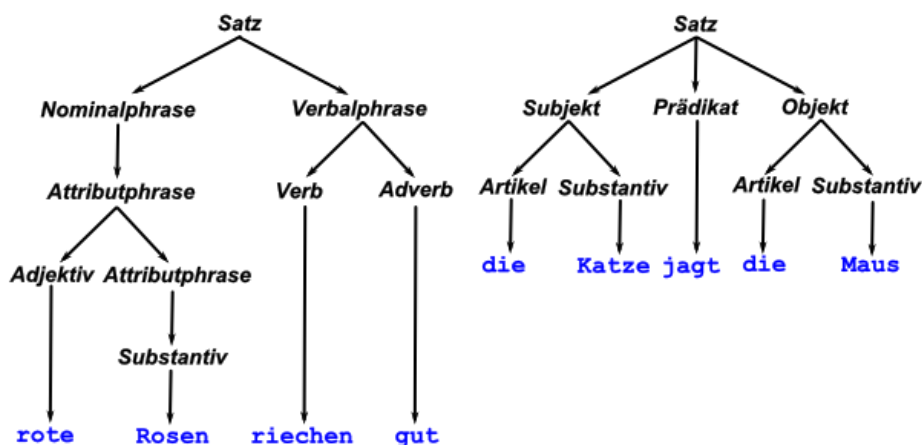 Satz
Nominalphrase Verbalphrase
Attributphrase Verb Adverb
Adjektiv Attributphrase
Substantiv
rote Rosen riechen gut
Satz
Subjekt Prädikat Objekt
Artikel Substantiv Artikel Substantiv
die Katze jagt die Maus